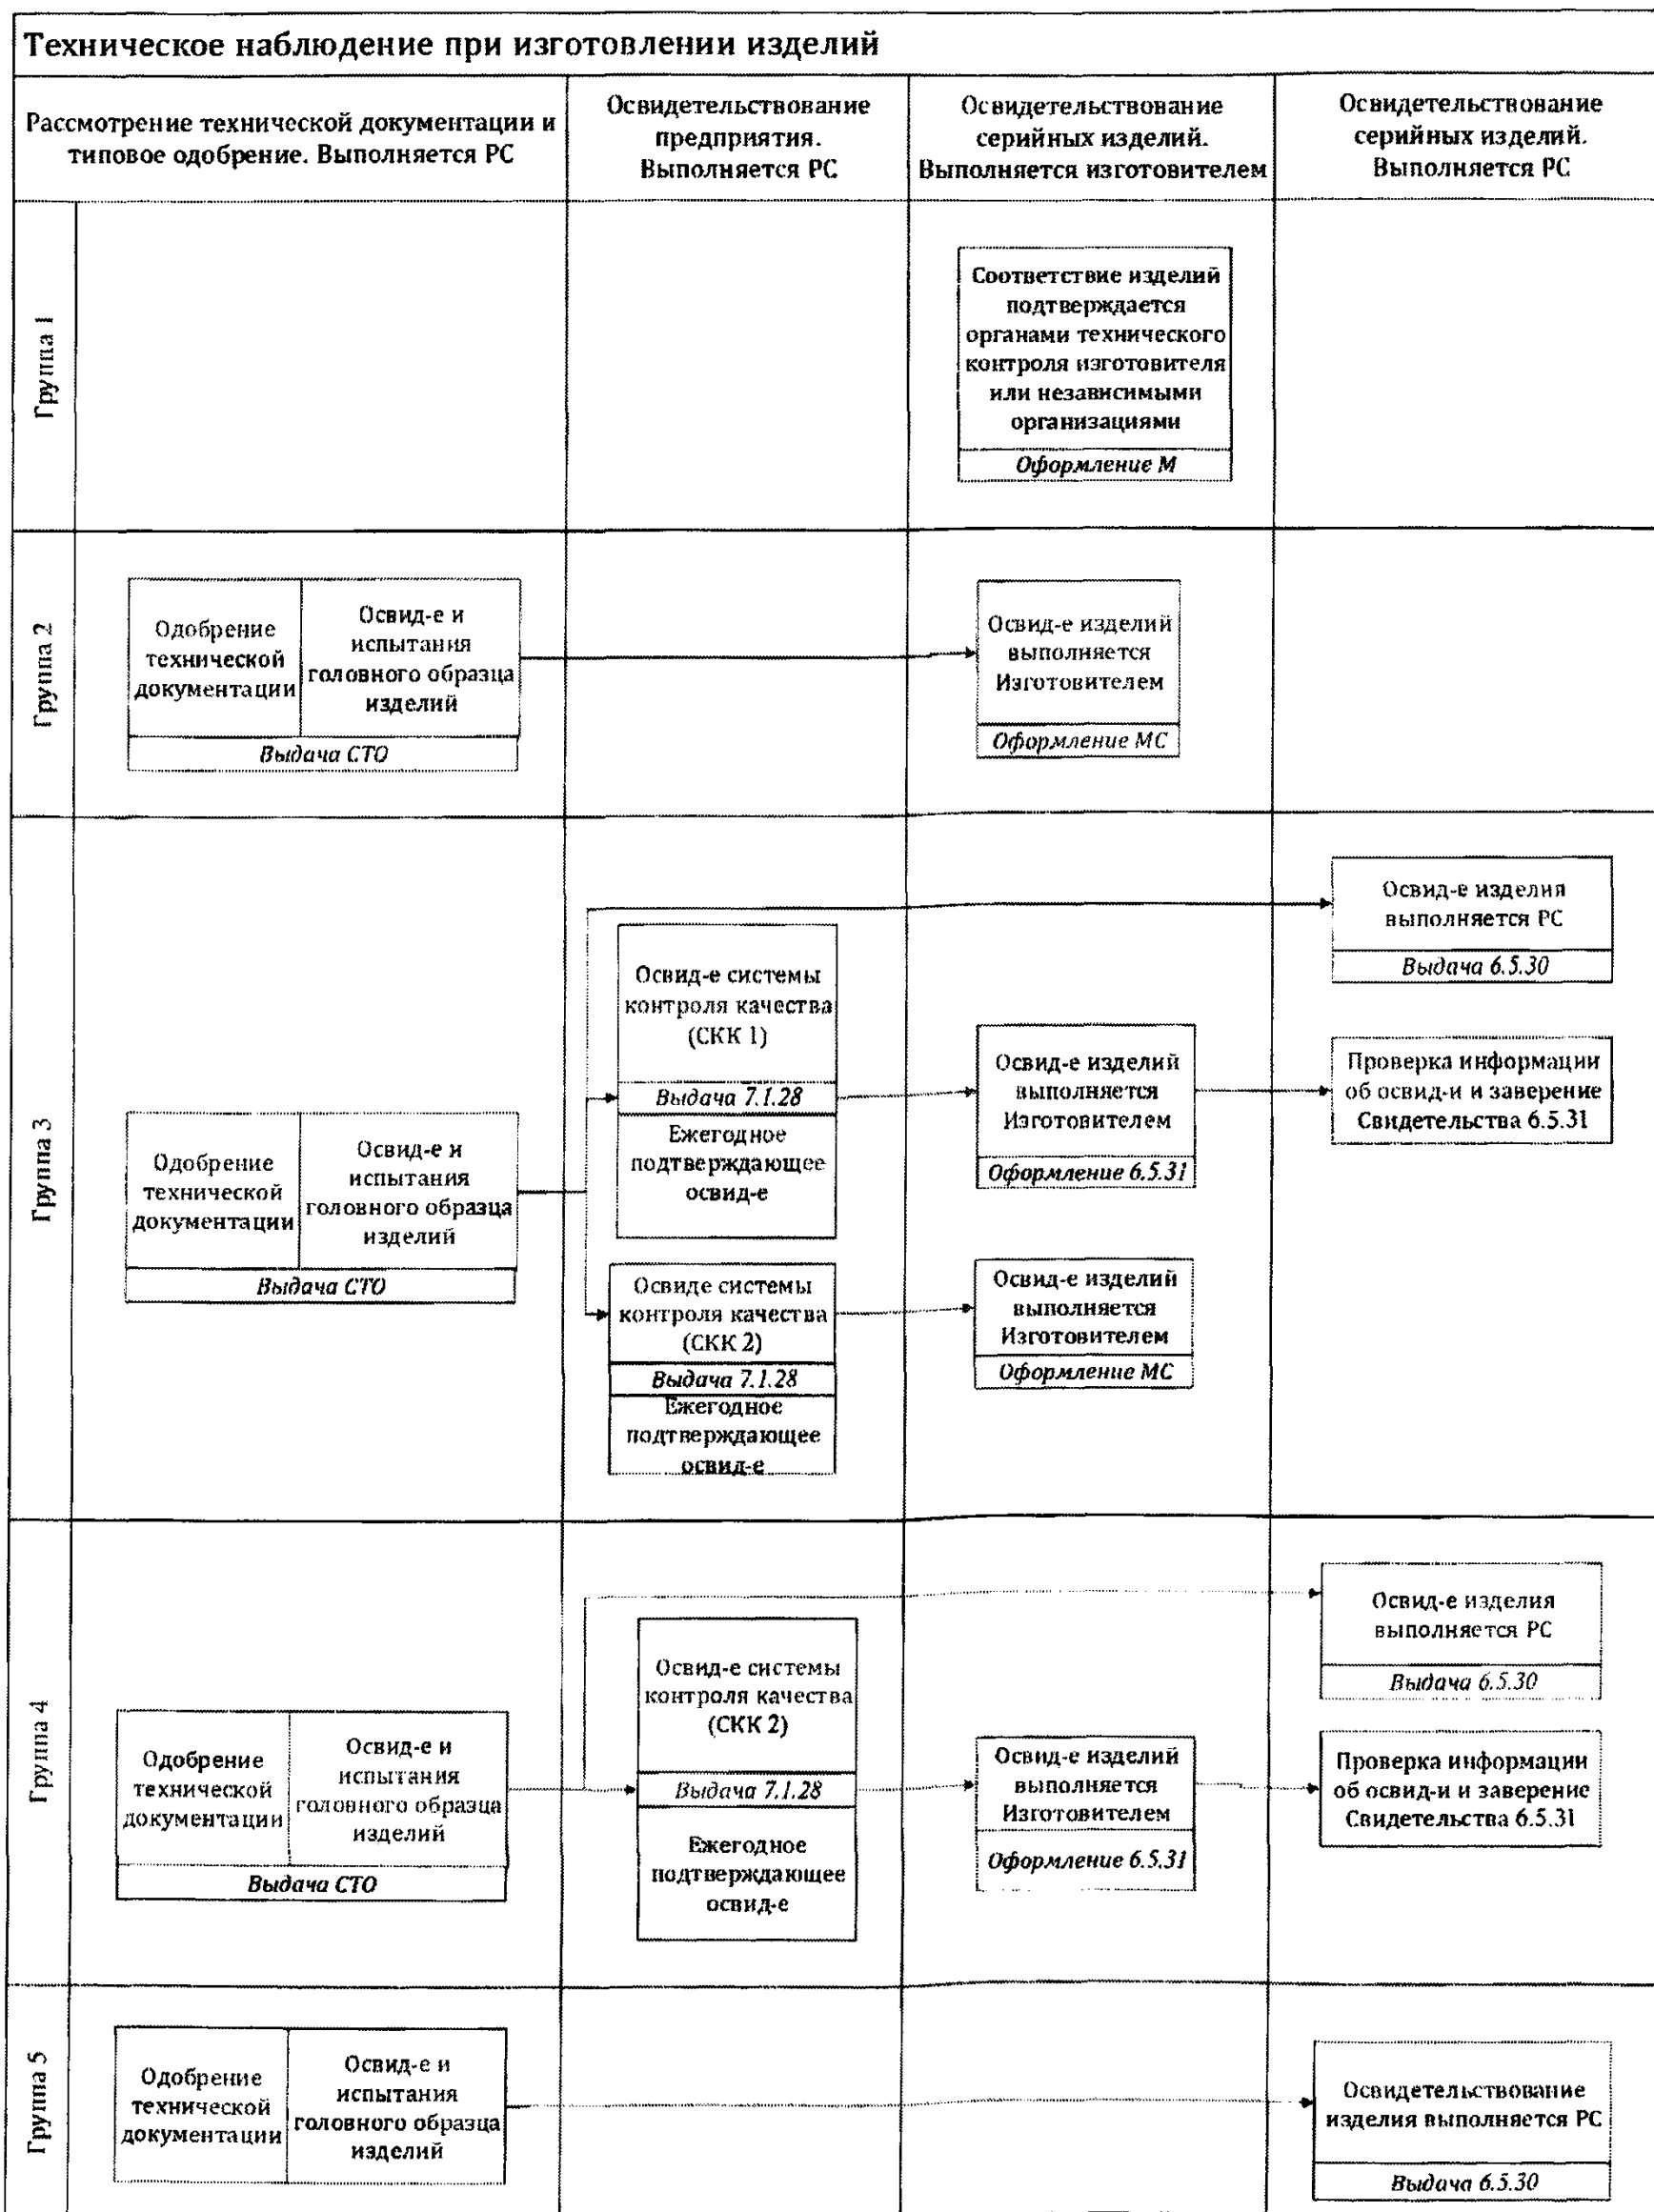 Техническое наблюдение при изготовлении изделий
Рассмотрение технической документации и
типовое одобрение. Выполняется РС
Освидетельствование
предприятия.
Выполняется РС
Освидетельствование
серийных изделий.
Выполняется изготовителем
Освидетельствование
серийных изделий.
Выполняется РС
Группа 1
Соответствие изделий
подтверждается
органами технического
контроля изготовителя
или независимыми
организациями
Оформление М
Группа 2
Одобрение
технической
документации
Освид-е и
испытания
головного образца
изделий
Выдача СТО
Освид-е изделий
выполняется
Изготовителем
Оформление МС
Группа 3
Одобрение
технической
документации
Освид-е и
испытания
головного образца
изделий
Выдача СТО
Освид-е системы
контроля качества
(СКК 1)
Выдача 7.1.28
Ежегодное
подтверждающее
освид-е
Освиде системы
контроля качества
(СКК 2)
Выдача 7.1.28
Ежегодное
подтверждающее
освид-е
Освид-е изделий
выполняется
Изготовителем
Оформление 6.5.31
Освид-е изделий
выполняется
Изготовителем
Оформление МС
Освид-е изделия
выполняется РС
Выдача 6.5.30
Проверка информации
об освид-и и заверение
Свидетельства 6.5.31
Группа 4
Одобрение
технической
документации
Освид-е и
испытания
головного образца
изделий
Выдача СТО
Освид-е системы
контроля качества
(СКК 2)
Выдача 7.1.28
Ежегодное
подтверждающее
освид-е
Освид-е изделий
выполняется
Изготовителем
Оформление 6.5.31
Освид-е изделия
выполняется РС
Выдача 6.5.30
Проверка информации
об освид-и и заверение
Свидетельства 6.5.31
Группа 5
Одобрение
технической
документации
Освид-е и
испытания
головного образца
изделий
Освидетельствование
изделия выполняется РС
Выдача 6.5.30